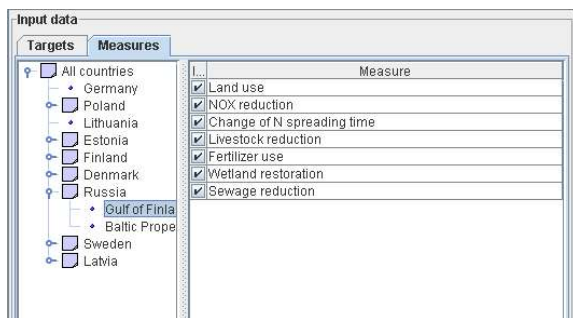 Input data
Targets Measures
All countries
Germany
Poland
Lithuania
Estonia
Finland
Denmark
Russia
Gulf of Finla
Baltic Prope
Sweden
Latvia
I... Measure
Land use
NOX reduction
Change of N spreading time
Livestock reduction
Fertilizer use
Wetland restoration
Sewage reduction